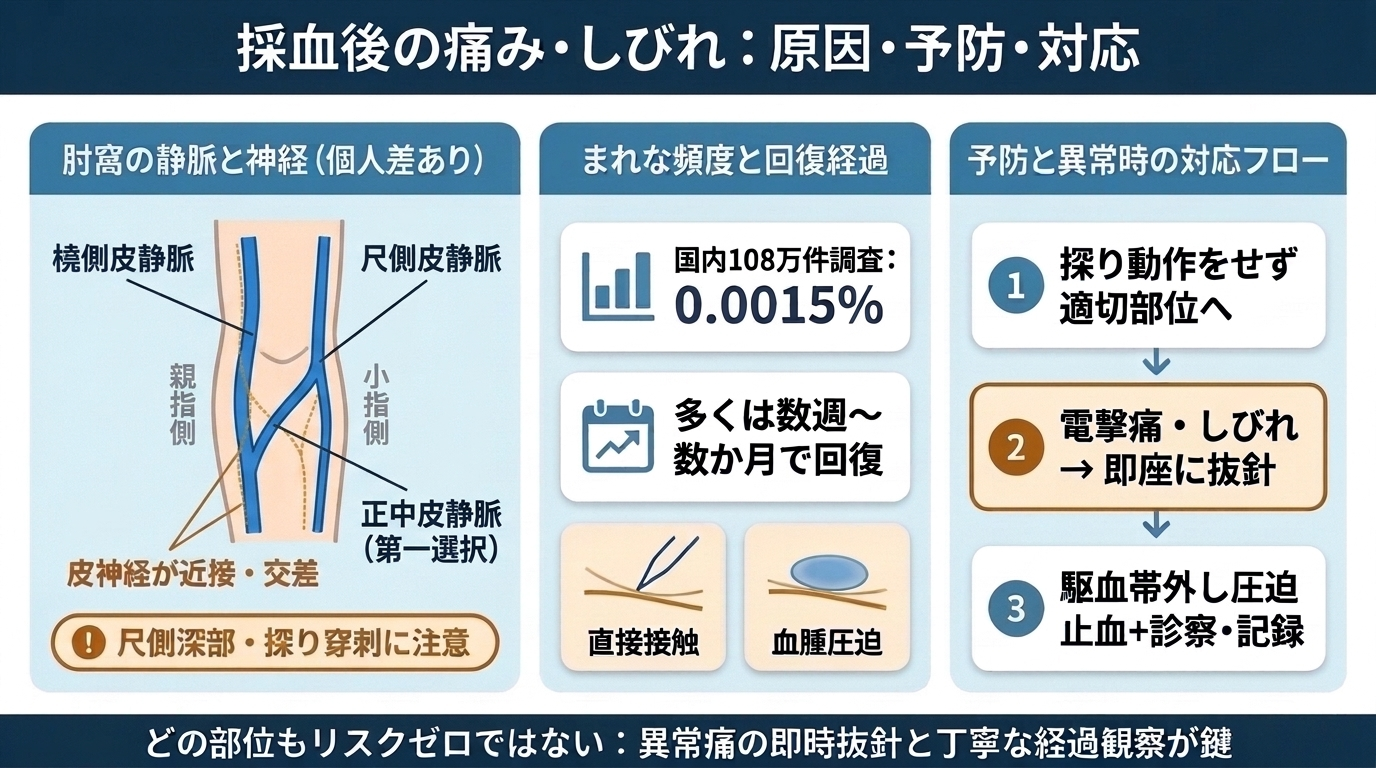 採血後の痛み・しびれ：原因・予防・対応
肘窩の静脈と神経（個人差あり）
橈側皮静脈
尺側皮静脈
親指側
小指側
正中皮静脈
（第一選択）
皮神経が近接・交差
! 尺側深部・探り穿刺に注意
まれな頻度と回復経過
国内108万件調査：
0.0015%
多くは数週～
数か月で回復
直接接触
血腫圧迫
予防と異常時の対応フロー
1 探り動作をせず
適切部位へ
2 電撃痛・しびれ
→ 即座に抜針
3 駆血帯外し圧迫
止血+診察・記録
どの部位もリスクゼロではない：異常痛の即時抜針と丁寧な経過観察が鍵